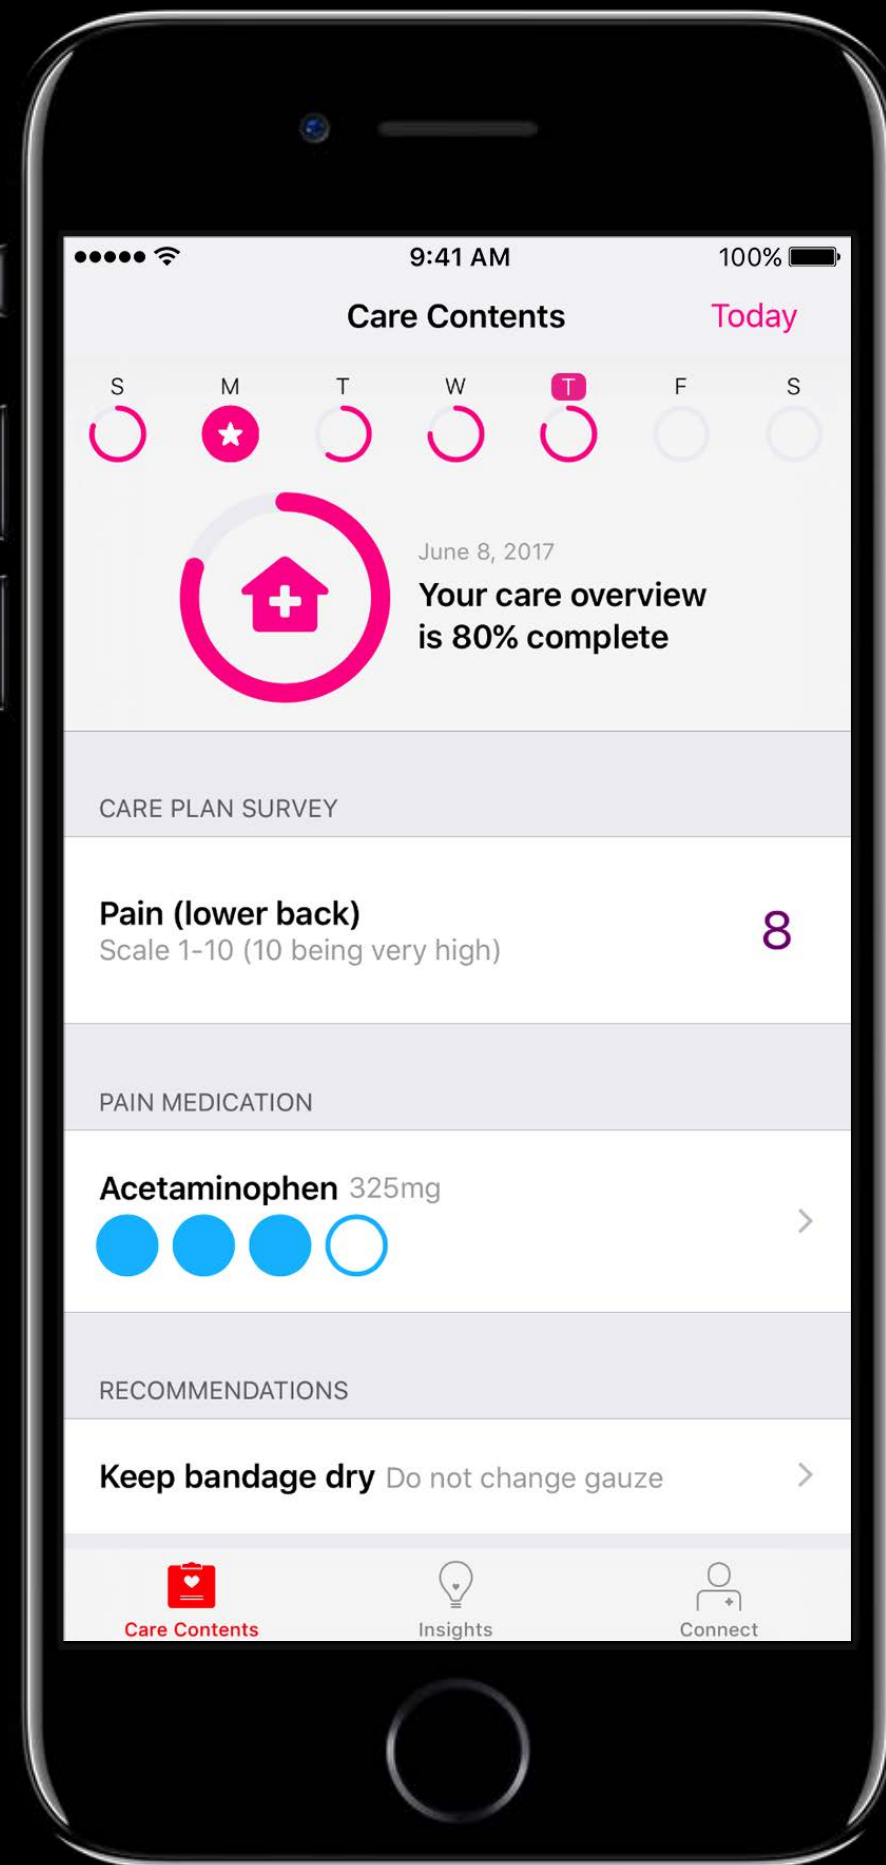 9:41 AM 100%
Care Contents Today
S M T W T F S
June 8, 2017
Your care overview
is 80% complete
CARE PLAN SURVEY
Pain (lower back)
Scale 1-10 (10 being very high)
8
PAIN MEDICATION
Acetaminophen 325mg
RECOMMENDATIONS
Keep bandage dry Do not change gauze
Care Contents Insights Connect